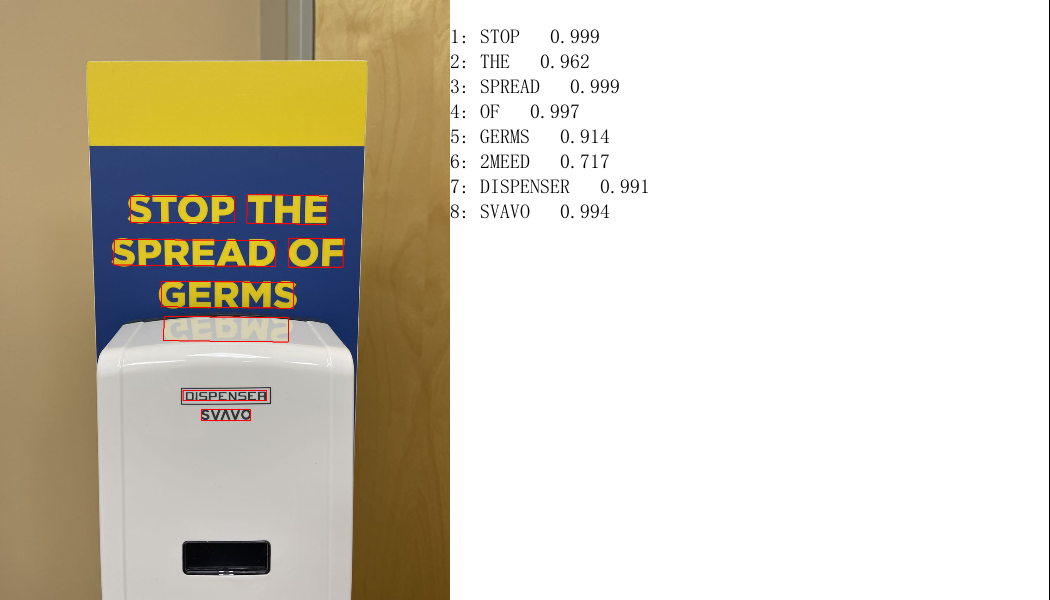 STOP THE
SPREAD OF
GERMS
DISPENSER
SVAVO
1: STOP 0.999
2: THE 0.962
3: SPREAD 0.999
4: OF 0.997
5: GERMS 0.914
6: 2MEED 0.717
7: DISPENSER 0.991
8: SVAVO 0.994